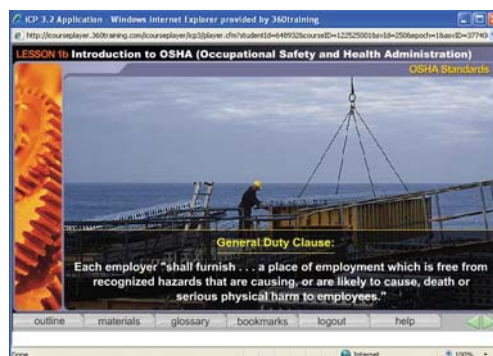 ICP 3.2 Application - Windows Internet Explorer provided by 360training
LESSON 1b Introduction to OSHA (Occupational Safety and Health Administration)
OSHA Standards
General Duty Clause:
Each employer "shall furnish . . . a place of employment which is free from
recognized hazards that are causing, or are likely to cause, death or
serious physical harm to employees."
outline materials glossary bookmarks logout help
Done Internet 100%